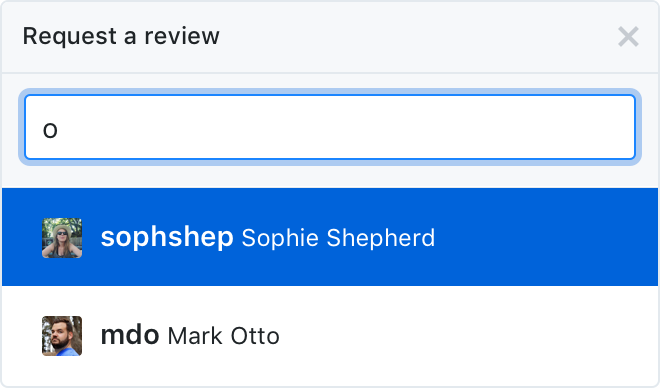 Request a review
o
sophshep Sophie Shepherd
mdo Mark Otto